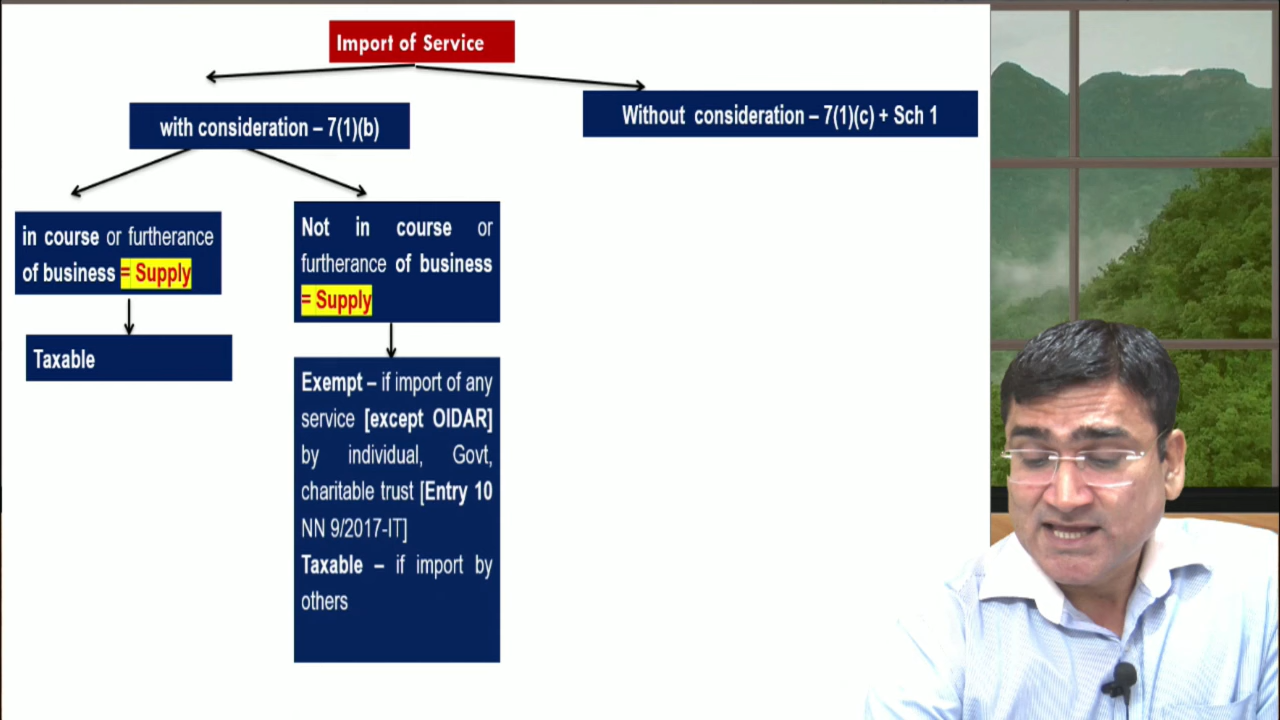 Import of Service
with consideration – 7(1)(b)
Without consideration – 7(1)(c) + Sch 1
in course or furtherance
of business = Supply
Taxable
Not in course or
furtherance of business
= Supply
Exempt – if import of any
service [except OIDAR]
by individual, Govt,
charitable trust [Entry 10
NN 9/2017-IT]
Taxable – if import by
others